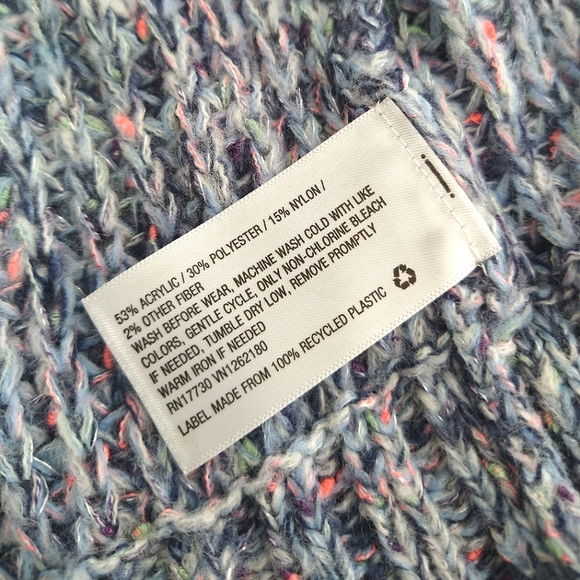 53% ACRYLIC / 30% POLYESTER / 15% NYLON /
2% OTHER FIBER
WASH BEFORE WEAR, MACHINE WASH COLD WITH LIKE
COLORS, GENTLE CYCLE, ONLY NON-CHLORINE BLEACH
IF NEEDED, TUMBLE DRY LOW, REMOVE PROMPTLY
WARM IRON IF NEEDED
RN17730 VN1262180
LABEL MADE FROM 100% RECYCLED PLASTIC